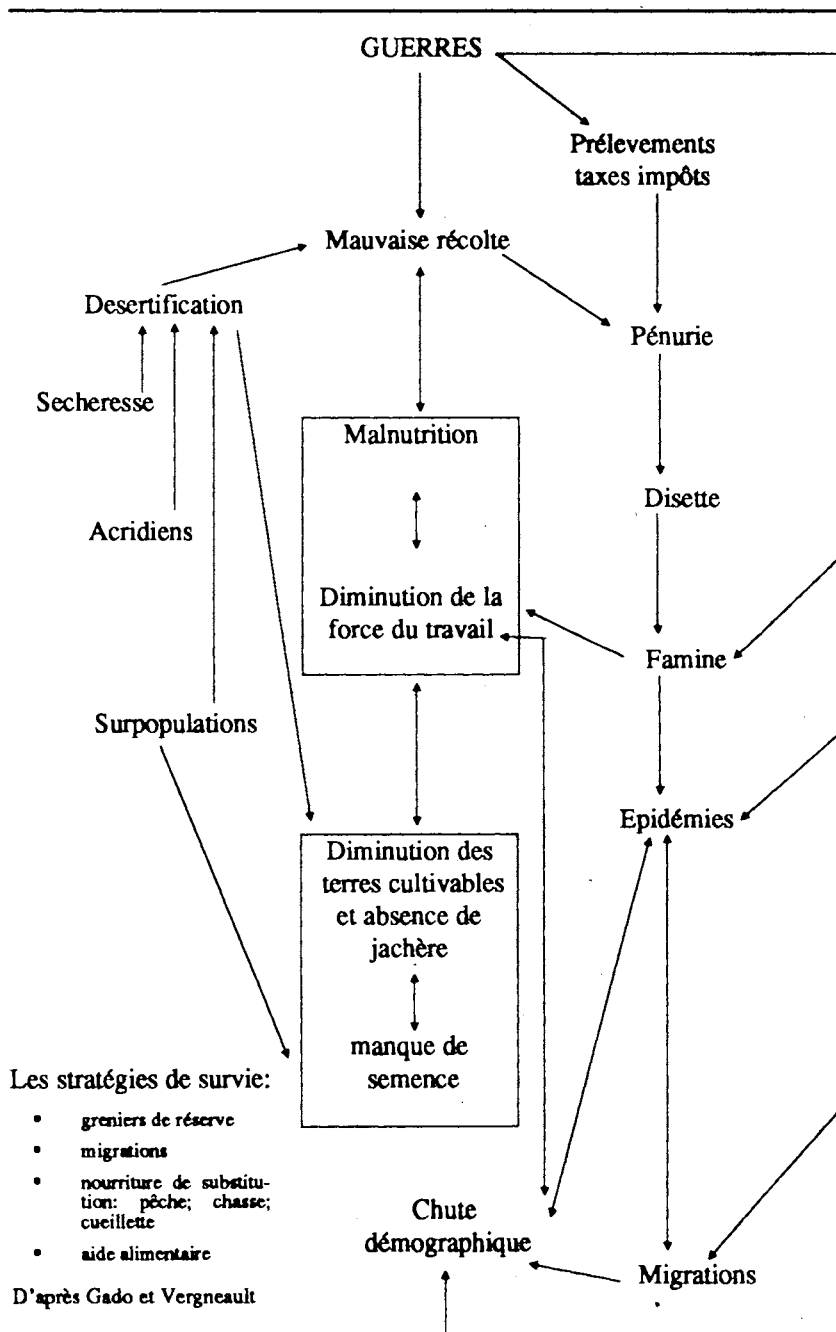 GUERRES
Prélevements
taxes impôts
Mauvaise récolte
Desertification
Pénurie
Secheresse
Malnutrition
Disette
Acridiens
Diminution de la
force du travail
Famine
Surpopulations
Epidémies
Diminution des
terres cultivables
et absence de
jachère
manque de
semence
Les stratégies de survie:
▪ greniers de réserve
▪ migrations
▪ nourriture de substitu-
tion: pêche; chasse;
cueillette
▪ aide alimentaire
Chute
démographique
Migrations
D'après Gado et Vergneault